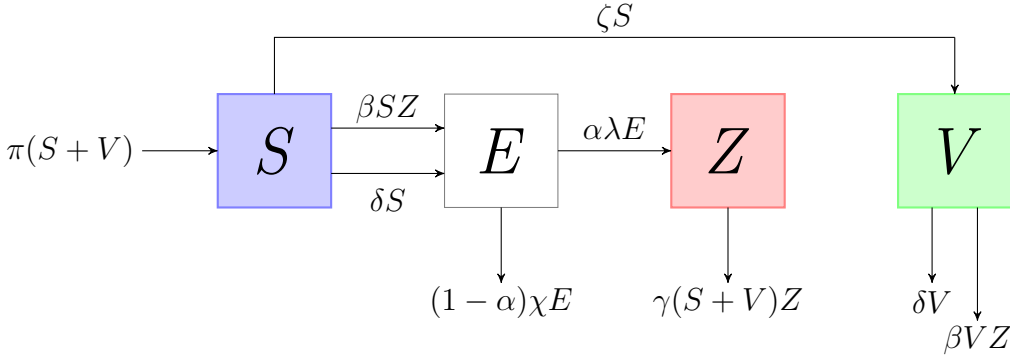 ζS
π(S + V)
S
βSZ
δS
E
αλE
Z
V
(1 − α)χE
γ(S + V)Z
δV
βVZ